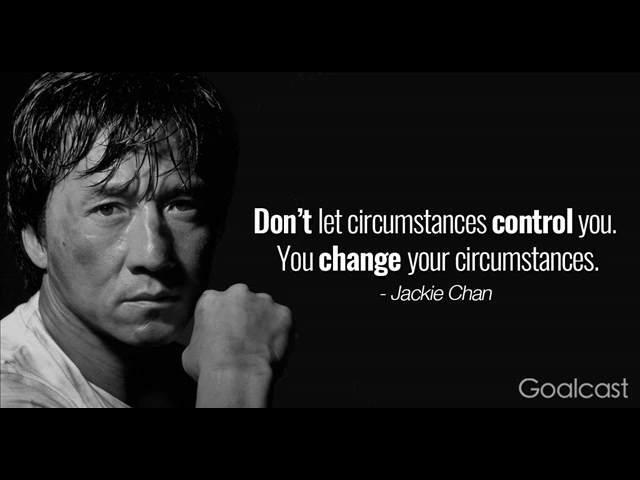 Don't let circumstances control you.
You change your circumstances.
- Jackie Chan
Goalcast